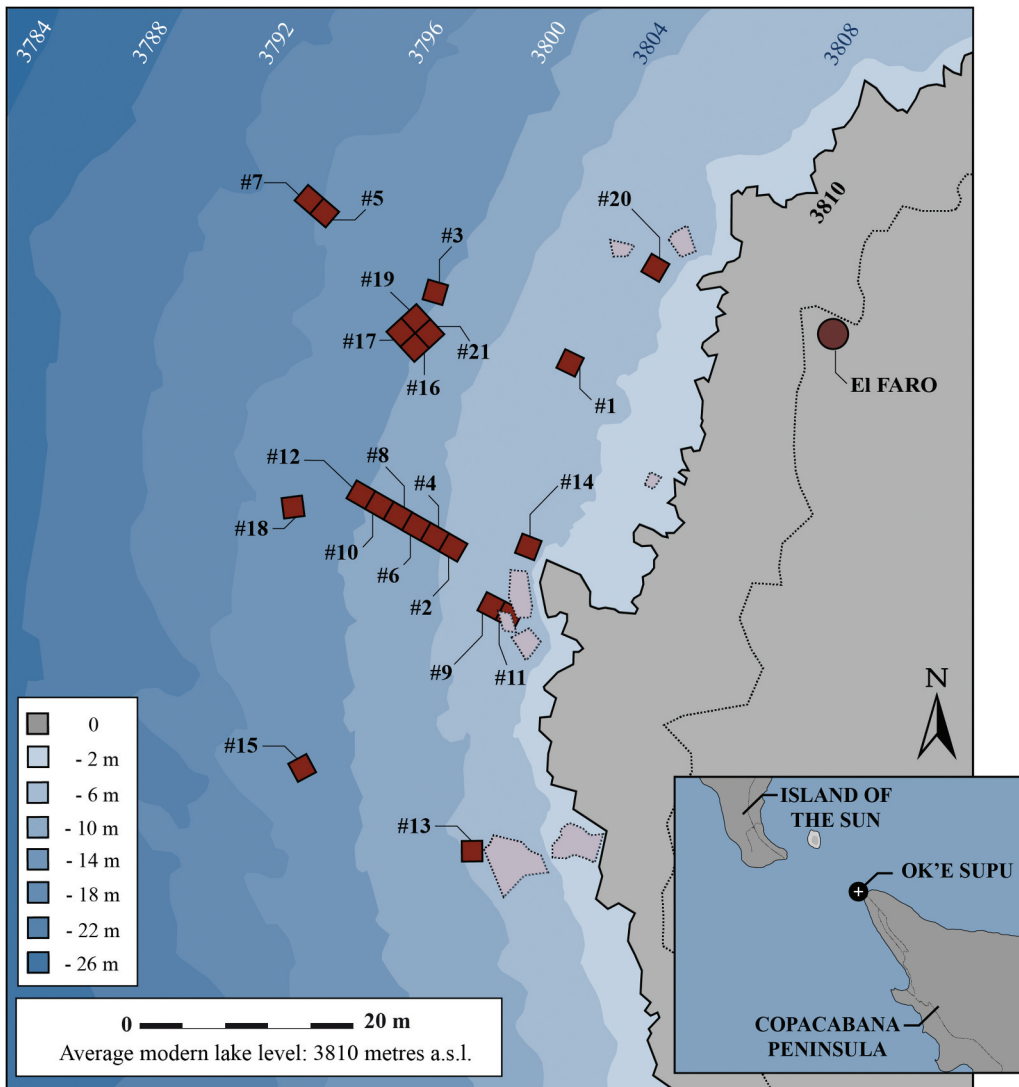 3784
3788
3792
3796
3800
3804
3808
3810
#7
#5
#20
#3
#19
#17
#21
#16
El FARO
#1
#12
#8
#4
#14
#18
#10
#6
#2
#9
#11
#15
#13
N
0
- 2 m
- 6 m
- 10 m
- 14 m
- 18 m
- 22 m
- 26 m
0 20 m
Average modern lake level: 3810 metres a.s.l.
ISLAND OF
THE SUN
OK’E SUPU
COPACABANA
PENINSULA